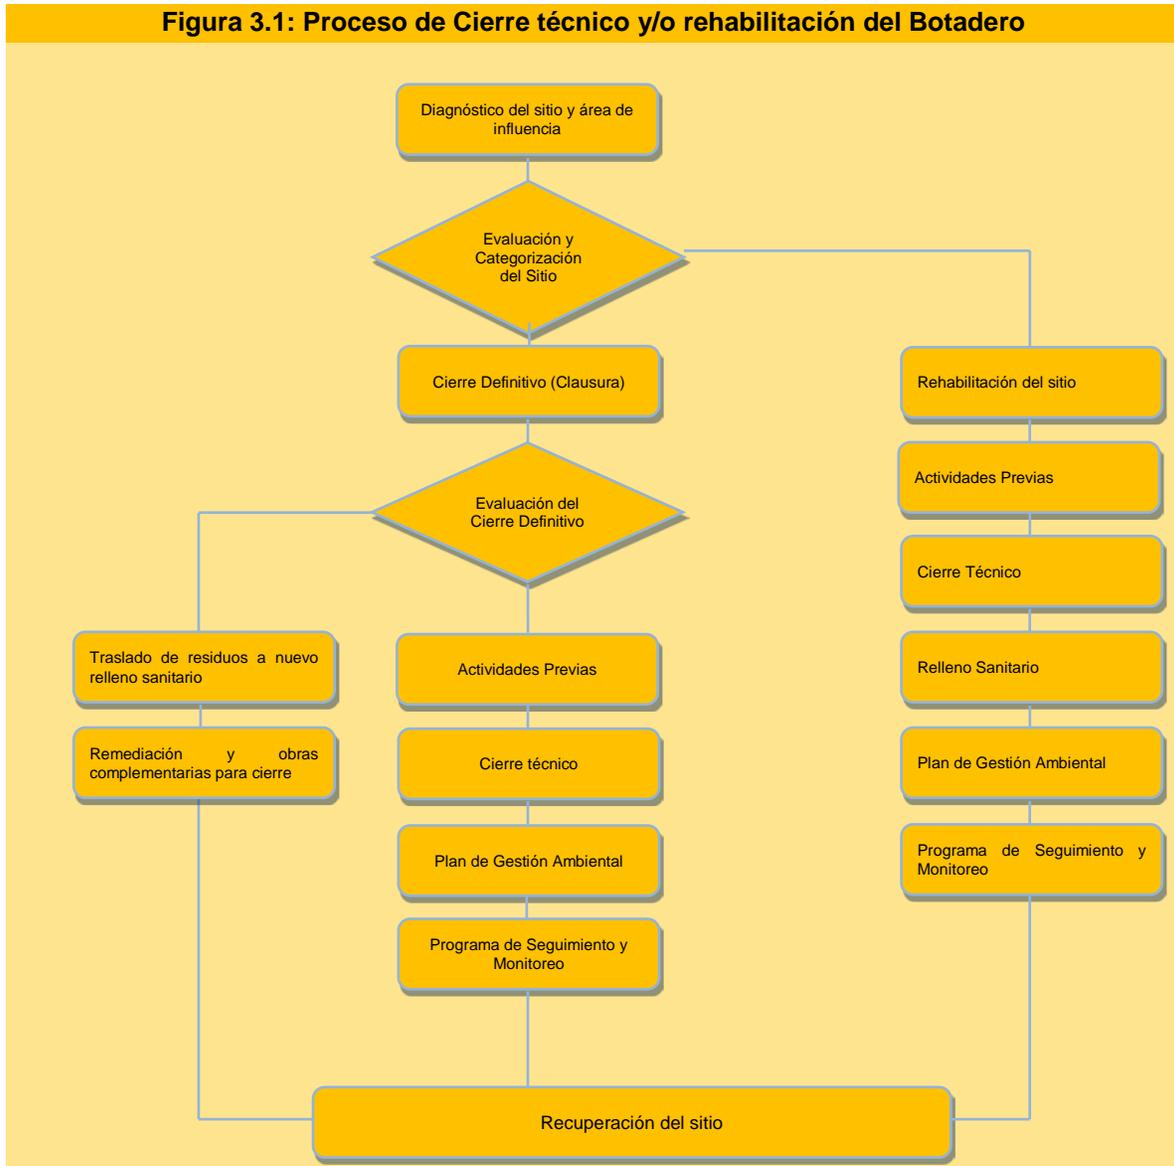 Figura 3.1: Proceso de Cierre técnico y/o rehabilitación del Botadero
Diagnóstico del sitio y área de
influencia
Evaluación y
Categorización
del Sitio
Cierre Definitivo (Clausura)
Evaluación del
Cierre Definitivo
Traslado de residuos a nuevo
relleno sanitario
Remediación y obras
complementarias para cierre
Actividades Previas
Cierre técnico
Plan de Gestión Ambiental
Programa de Seguimiento y
Monitoreo
Rehabilitación del sitio
Actividades Previas
Cierre Técnico
Relleno Sanitario
Plan de Gestión Ambiental
Programa de Seguimiento y
Monitoreo
Recuperación del sitio